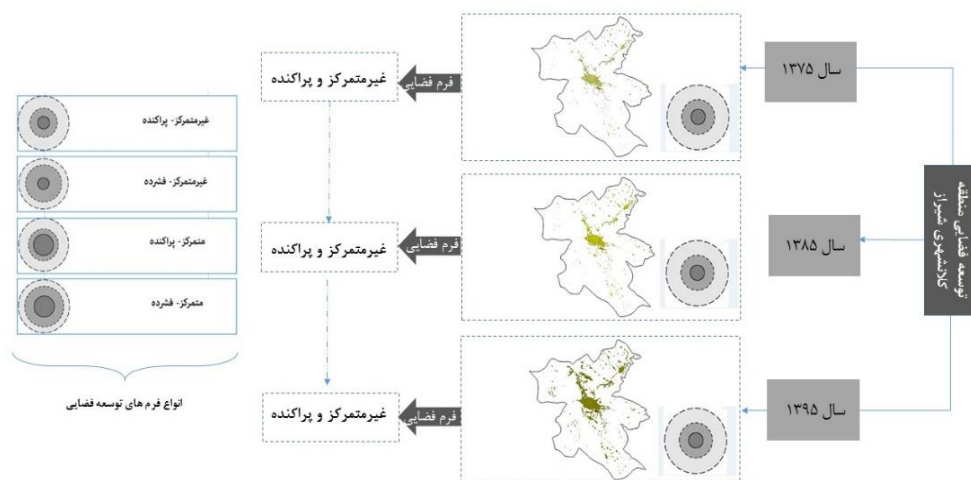 توسعه فضایی منطقه
کلانشهری شیراز
سال ۱۳۷۵
فرم فضایی
غیرمتمرکز و پراکنده
سال ۱۳۸۵
فرم فضایی
غیرمتمرکز و پراکنده
سال ۱۳۹۵
فرم فضایی
غیرمتمرکز و پراکنده
غیرمتمرکز- پراکنده
غیرمتمرکز- فشرده
متمرکز- پراکنده
متمرکز- فشرده
انواع فرم های توسعه فضایی